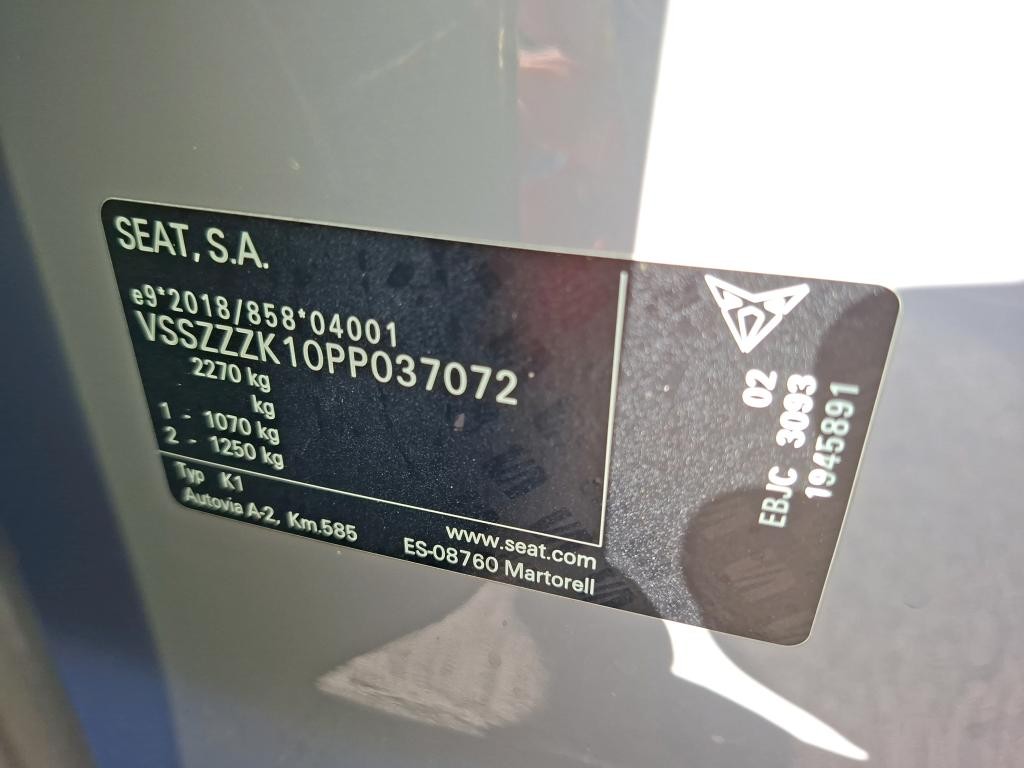 SEAT, S.A.
e9*2018/858*04001
VSSZZZK10PP037072
2270 kg
kg
1 - 1070 kg
2 - 1250 kg
Typ K1
www.seat.com
Autovia A-2, Km.585
ES-08760 Martorell
02
EBJC 3093
1945891